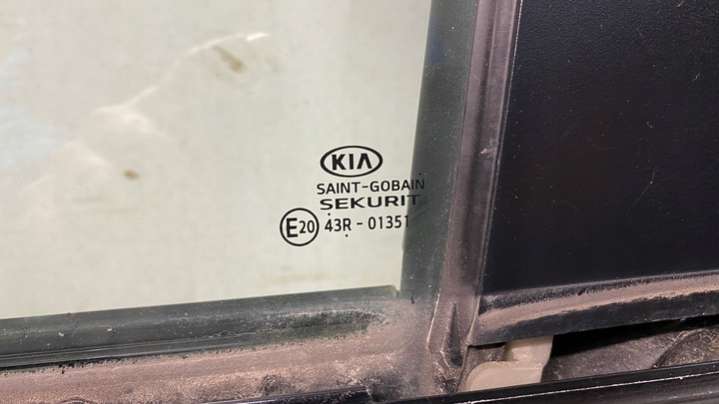 KIA
SAINT-GOBAIN
SEKURIT
E20 43R - 01351